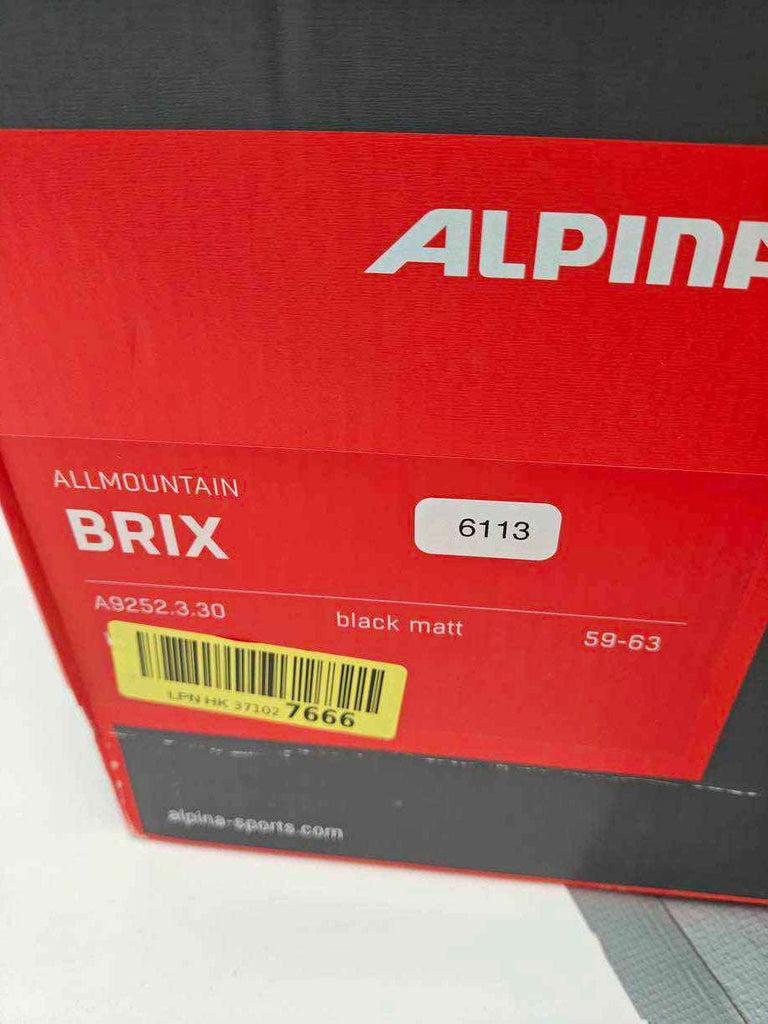 ALPINA
ALLMOUNTAIN
BRIX
6113
A9252.3.30
black matt
59-63
LPN HK 37102 7666
alpina-sports.com